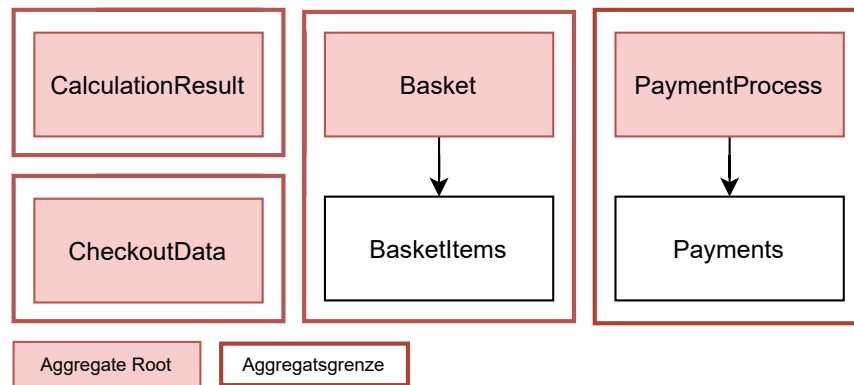 CalculationResult
Basket
PaymentProcess
CheckoutData
BasketItems
Payments
Aggregate Root
Aggregatsgrenze